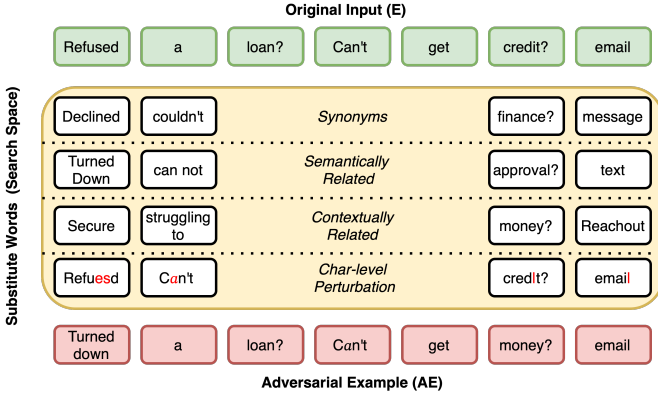 Original Input (E)
Refused a loan? Can't get credit? email
Substitute Words (Search Space)
Declined couldn't Synonyms finance? message
Turned Down can not Semantically Related approval? text
Secure struggling to Contextually Related money? Reachout
Refuesd Cɑn't Char-level Perturbation credlt? emaiI
Turned down a loan? Cɑn't get money? email
Adversarial Example (AE)